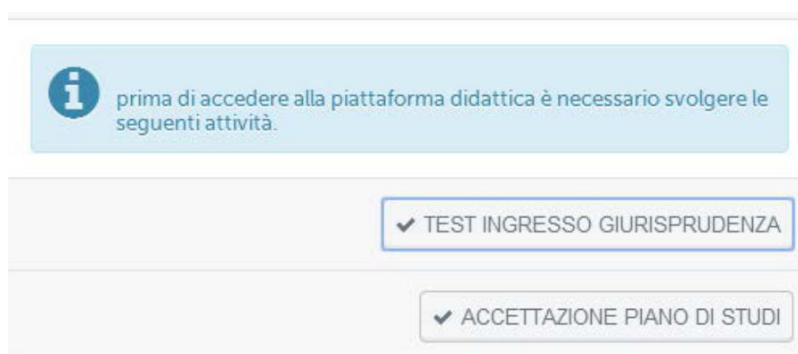 prima di accedere alla piattaforma didattica è necessario svolgere le
seguenti attività.
TEST INGRESSO GIURISPRUDENZA
ACCETTAZIONE PIANO DI STUDI